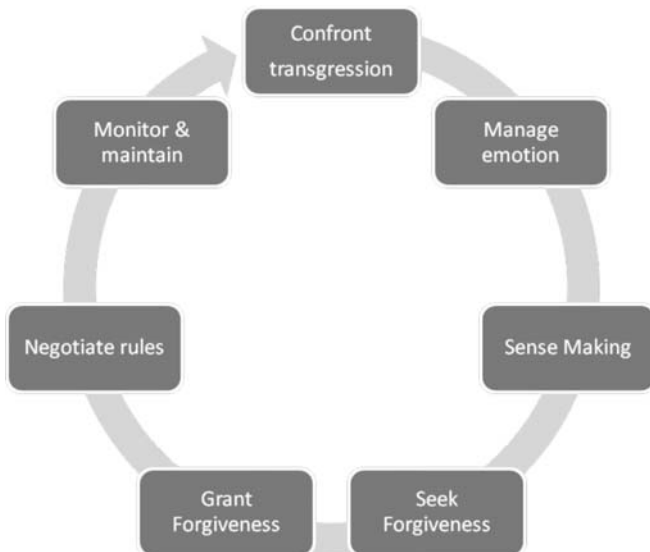 Confront
transgression
Manage
emotion
Sense Making
Seek
Forgiveness
Grant
Forgiveness
Negotiate rules
Monitor &
maintain